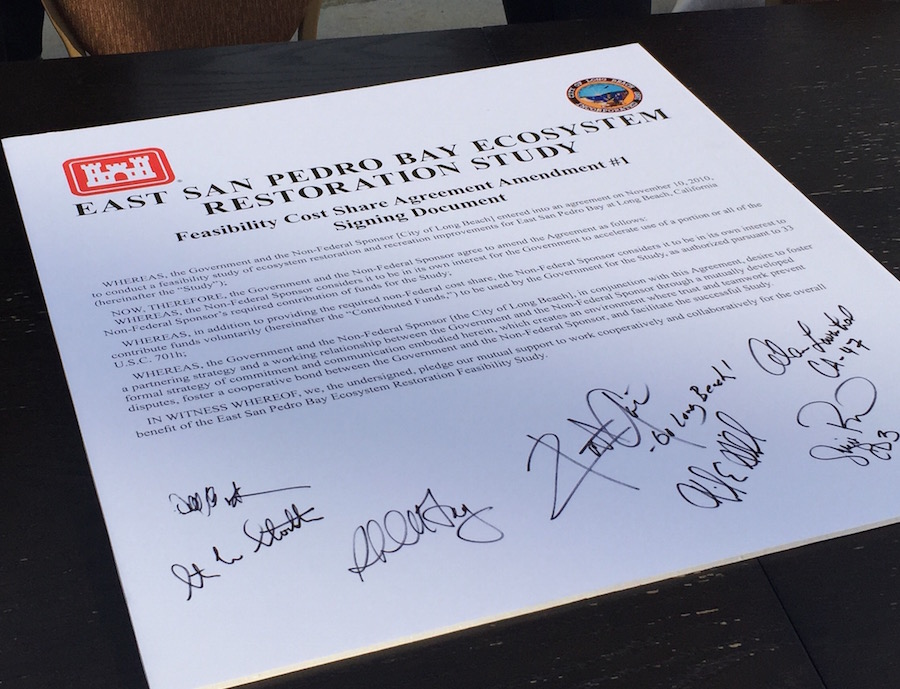 CITY OF LONG BEACH
INCORPORATED
EAST SAN PEDRO BAY ECOSYSTEM
RESTORATION STUDY
Feasibility Cost Share Agreement Amendment #1
Signing Document
WHEREAS, the Government and the Non-Federal Sponsor [City of Long Beach] entered into an agreement on November 10, 2010,
to conduct a feasibility study of ecosystem restoration and recreation improvements for East San Pedro Bay at Long Beach, California
(hereinafter the "Study");
NOW, THEREFORE, the Government and the Non-Federal Sponsor agree to amend the Agreement as follows:
WHEREAS, the Non-Federal Sponsor considers it to be in its own interest for the Government to accelerate use of a portion or all of the
Non-Federal Sponsor's required contribution of funds for the Study;
WHEREAS, in addition to providing the required non-Federal cost share, the Non-Federal Sponsor considers it to be in its own interest to
contribute funds voluntarily (hereinafter the "Contributed Funds,") to be used by the Government for the Study, as authorized pursuant to 33
U.S.C. 701h;
WHEREAS, the Government and the Non-Federal Sponsor [the City of Long Beach], in conjunction with this Agreement, desire to foster
a partnering strategy and a working relationship between the Government and the Non-Federal Sponsor through a mutually developed
formal strategy of commitment and communication embodied herein, which creates an environment where trust and teamwork prevent
disputes, foster a cooperative bond between the Government and the Non-Federal Sponsor, and facilitate the successful Study.
IN WITNESS WHEREOF, we, the undersigned, pledge our mutual support to work cooperatively and collaboratively for the overall
benefit of the East San Pedro Bay Ecosystem Restoration Feasibility Study.
Alan Lowenthal
CA-47
-Go Long Beach!
CD3